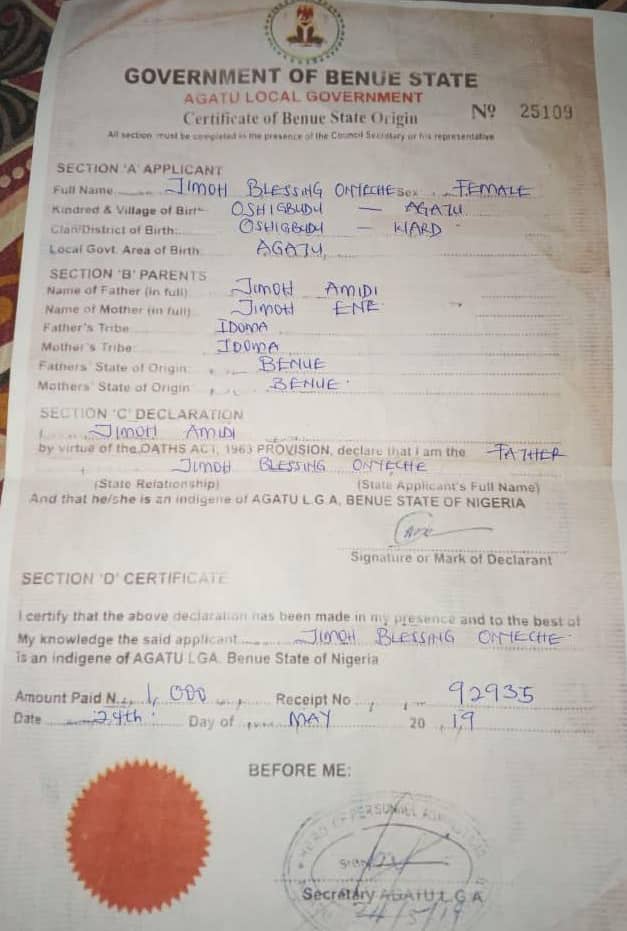 GOVERNMENT OF BENUE STATE
AGATU LOCAL GOVERNMENT
Certificate of Benue State Origin Nº 25109
All section must be completed in the presence of the Council Secretary or his representative
SECTION 'A' APPLICANT
Full Name JIMOH BLESSING ONYECHE Sex FEMALE
Kindred & Village of Birth OSHIGBUDU - AGATU
Clan/District of Birth: OSHIGBUDU - WARD
Local Govt. Area of Birth: AGATU
SECTION 'B' PARENTS
Name of Father (in full) JIMOH AMIDI
Name of Mother (in full) JIMOH ENE
Father's Tribe IDOMA
Mother's Tribe: IDOMA
Fathers' State of Origin: BENUE
Mothers' State of Origin BENUE
SECTION 'C' DECLARATION
I JIMOH AMIDI
by virtue of the OATHS ACT, 1963 PROVISION, declare that I am the FATHER
JIMOH BLESSING ONYECHE
(State Relationship) (State Applicant's Full Name)
And that he/she is an indigene of AGATU L.G.A. BENUE STATE OF NIGERIA
Signature or Mark of Declarant
SECTION 'D' CERTIFICATE
I certify that the above declaration has been made in my presence and to the best of
My knowledge the said applicant JIMOH BLESSING ONYECHE
is an indigene of AGATU LGA. Benue State of Nigeria
Amount Paid N 1,000 Receipt No 92935
Date 24th Day of MAY 20 19
BEFORE ME:
SIGN
Secretary AGATU L.G.A
24/5/19